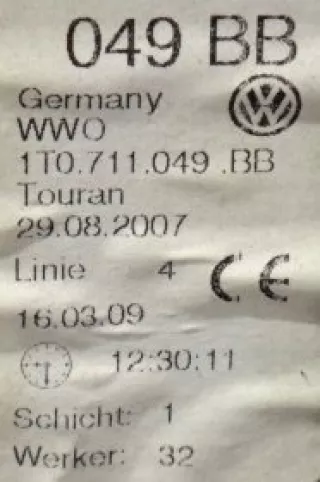 049 BB
Germany
WWO
1T0.711.049 .BB
Touran
29.08.2007
Linie 4
CE
16.03.09
12:30:11
Schicht: 1
Werker: 32